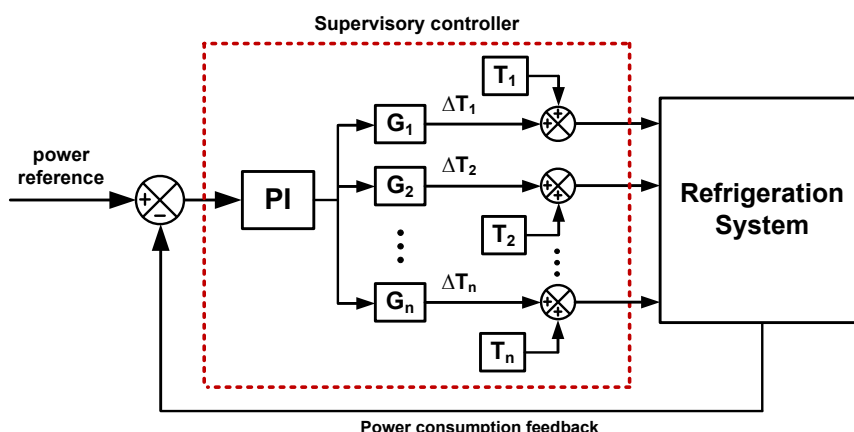 Supervisory controller
T1
ΔT1
G1
+
+
power
reference
ΔT2
PI
G2
+
+
+
−
Refrigeration
System
T2
ΔTn
Gn
+
+
Tn
Power consumption feedback